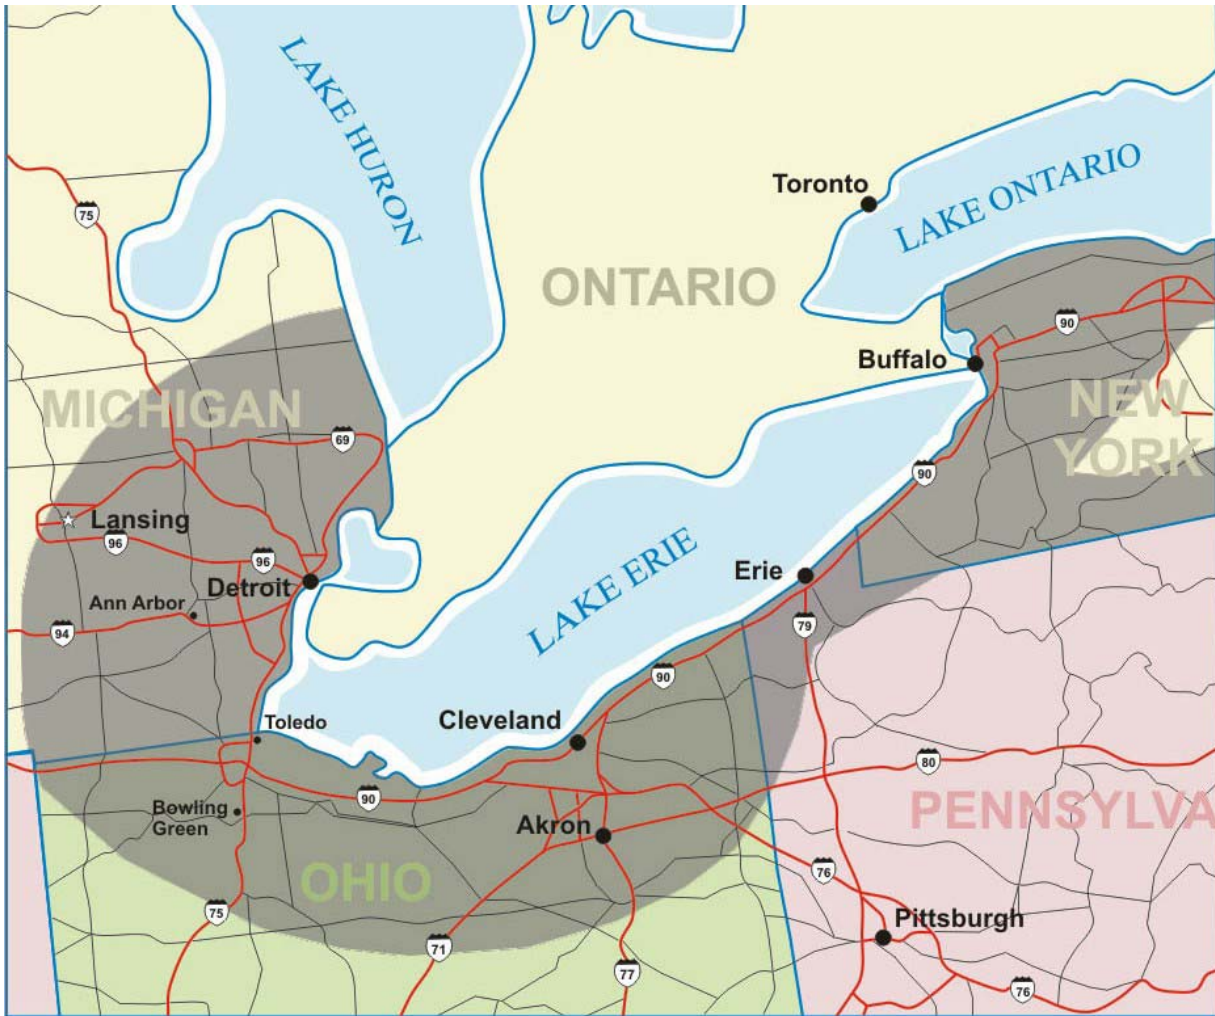 LAKE HURON
Toronto
LAKE ONTARIO
75
ONTARIO
90
Buffalo
MICHIGAN
NEW
YORK
69
90
Lansing
96
96
LAKE ERIE
Detroit
Erie
Ann Arbor
94
79
90
Toledo
Cleveland
80
90
Bowling
Green
Akron
PENNSYLVA
OHIO
76
75
Pittsburgh
71
77
76